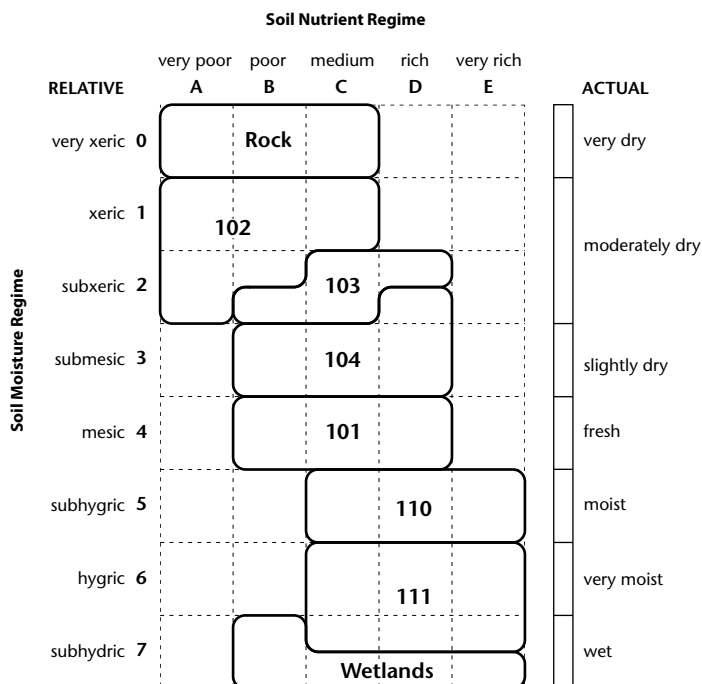 Soil Nutrient Regime
very poor poor medium rich very rich
RELATIVE A B C D E ACTUAL
very xeric 0 Rock very dry
xeric 1
102
moderately dry
subxeric 2 103
submesic 3 104 slightly dry
mesic 4 101 fresh
subhygric 5 110 moist
hygric 6 very moist
111
subhydric 7 wet
Wetlands
Soil Moisture Regime